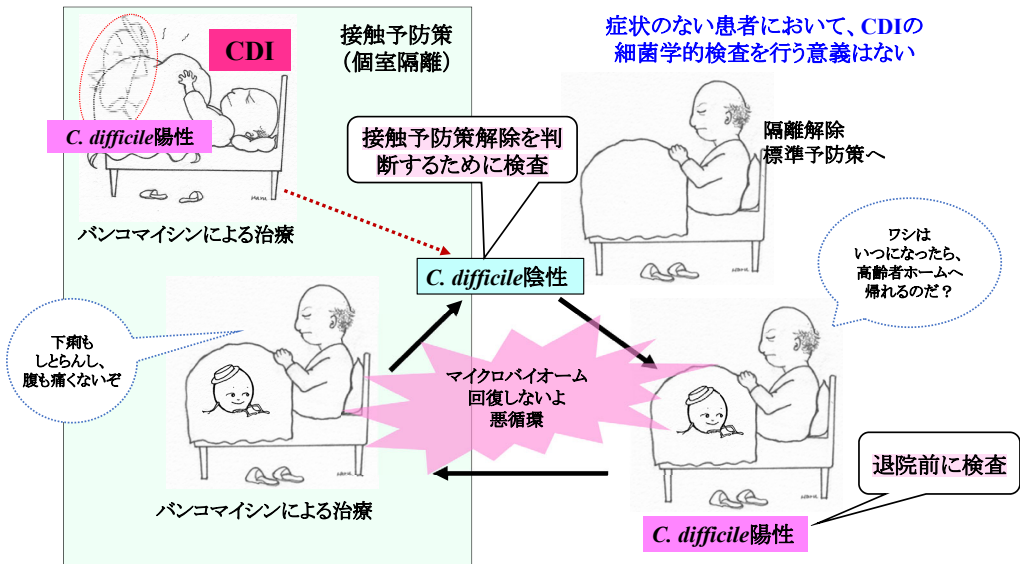 CDI
接触予防策
（個室隔離）
症状のない患者において、CDIの
細菌学的検査を行う意義はない
C. difficile陽性
接触予防策解除を判
断するために検査
隔離解除
標準予防策へ
バンコマイシンによる治療
C. difficile陰性
ワシは
いつになったら、
高齢者ホームへ
帰れるのだ？
下痢も
しとらんし、
腹も痛くないぞ
マイクロバイオーム
回復しないよ
悪循環
退院前に検査
バンコマイシンによる治療
C. difficile陽性